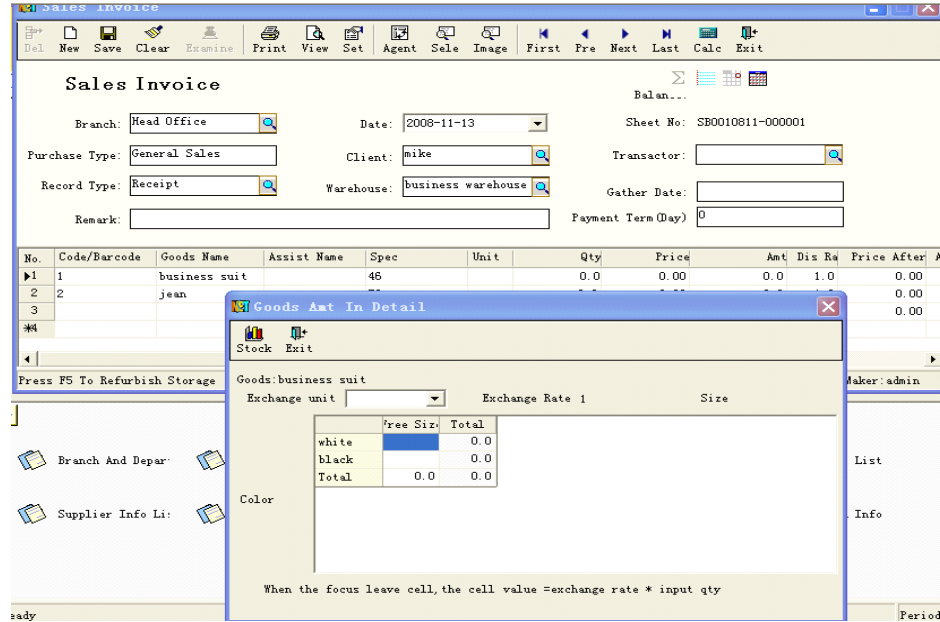 Sales Invoice
Del New Save Clear Examine Print View Set Agent Sele Image First Pre Next Last Calc Exit
Sales Invoice
Balan...
Branch: Head Office Date: 2008-11-13 Sheet No: SB0010811-000001
Purchase Type: General Sales Client: mike Transactor:
Record Type: Receipt Warehouse: business warehouse Gather Date:
Remark: Payment Term(Day) 0
No. Code/Barcode Goods Name Assist Name Spec Unit Qty Price Amt Dis Ra Price After A
1 1 business suit 46 0.0 0.00 0.0 1.0 0.00
2 2 jean 0.00
3 0.00
*4
Press F5 To Refurbish Storage Maker:admin
Goods Amt In Detail
Stock Exit
Goods:business suit
Exchange unit Exchange Rate 1 Size
Free Siz Total
white 0.0
black 0.0
Total 0.0 0.0
Color
When the focus leave cell,the cell value =exchange rate * input qty
Branch And Depar List
Supplier Info Li: Info
eady Period